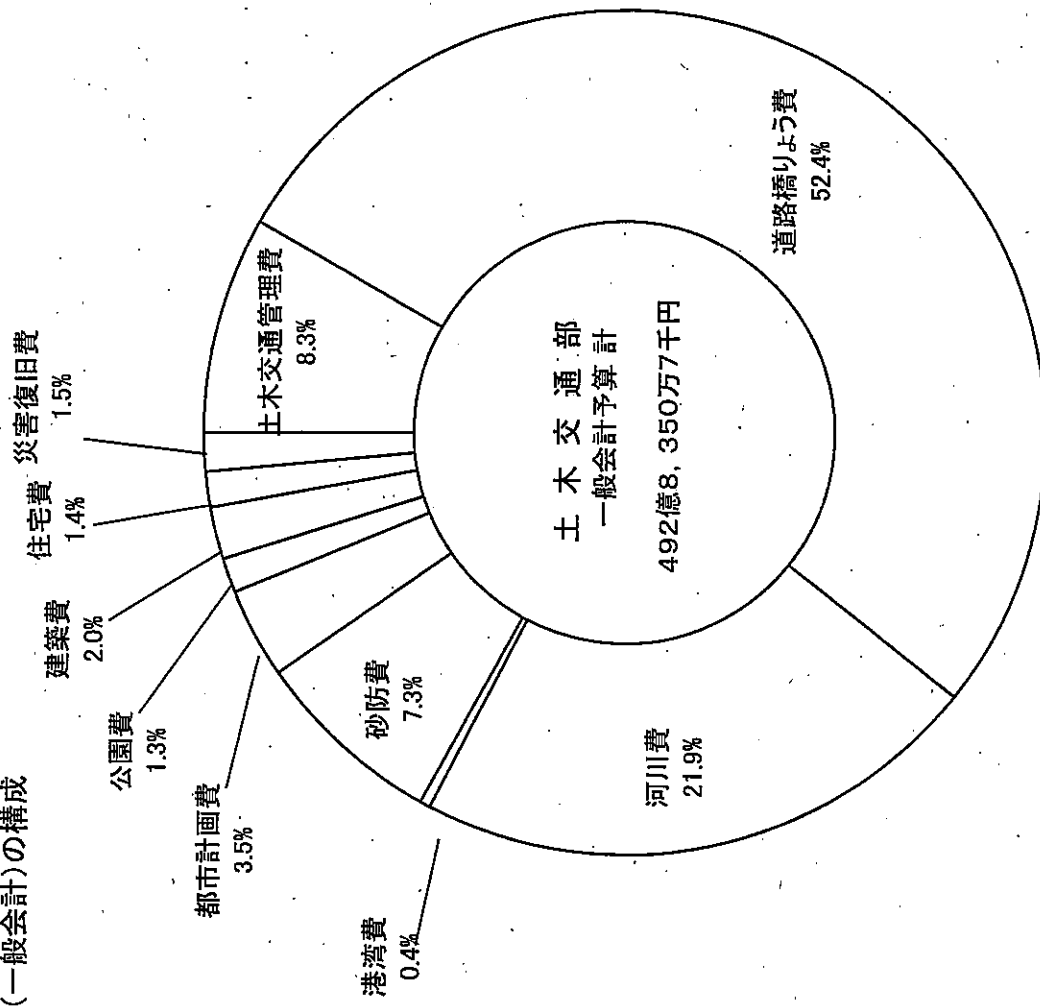 (一般会計)の構成
土木交通部
一般会計予算計
492億8,350万7千円
土木交通管理費
8.3%
道路橋りょう費
52.4%
河川費
21.9%
港湾費
0.4%
砂防費
7.3%
都市計画費
3.5%
公園費
1.3%
建築費
2.0%
住宅費
1.4%
災害復旧費
1.5%